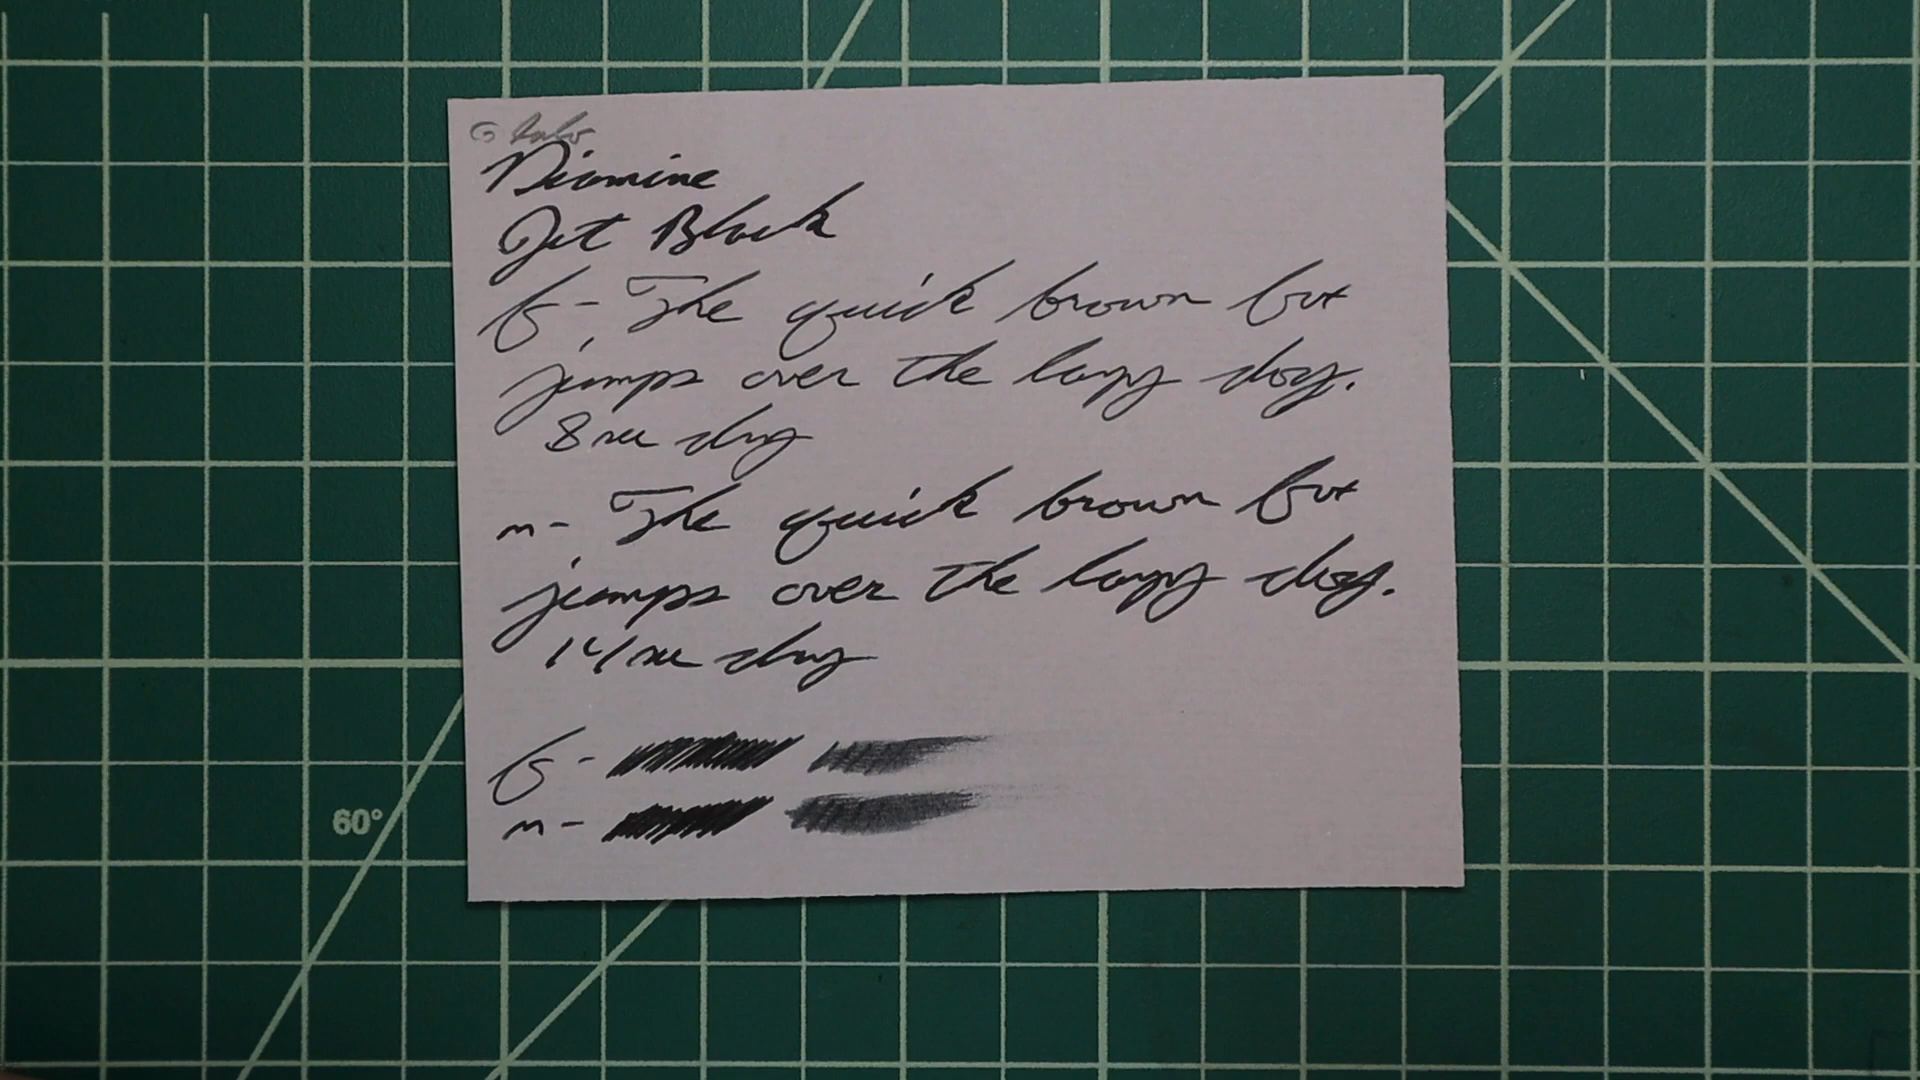 Diamine
Jet Black
f - The quick brown fox
jumps over the lazy dog.
8 sec dry
m - The quick brown fox
jumps over the lazy dog.
14 sec dry
f -
m -
60°